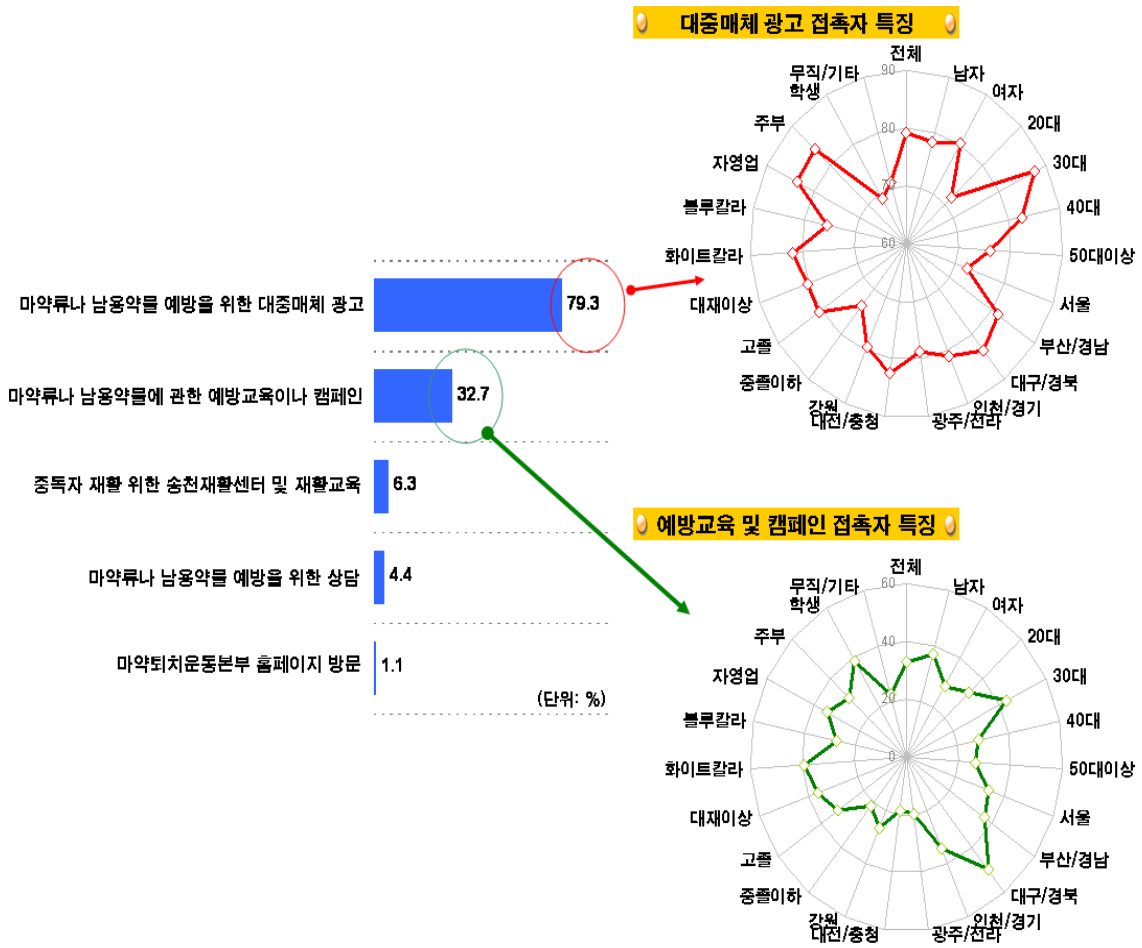 마약류나 남용약물 예방을 위한 대중매체 광고
79.3
마약류나 남용약물에 관한 예방교육이나 캠페인
32.7
중독자 재활 위한 송천재활센터 및 재활교육
6.3
마약류나 남용약물 예방을 위한 상담
4.4
마약퇴치운동본부 홈페이지 방문
1.1
(단위: %)
대중매체 광고 접촉자 특징
전체
남자
여자
20대
30대
40대
50대이상
서울
부산/경남
대구/경북
인천/경기
광주/전라
대전/충청
강원
중졸이하
고졸
대재이상
화이트칼라
블루칼라
자영업
주부
학생
무직/기타
90
80
70
60
예방교육 및 캠페인 접촉자 특징
전체
남자
여자
20대
30대
40대
50대이상
서울
부산/경남
대구/경북
인천/경기
광주/전라
대전/충청
강원
중졸이하
고졸
대재이상
화이트칼라
블루칼라
자영업
주부
학생
무직/기타
60
40
20
0